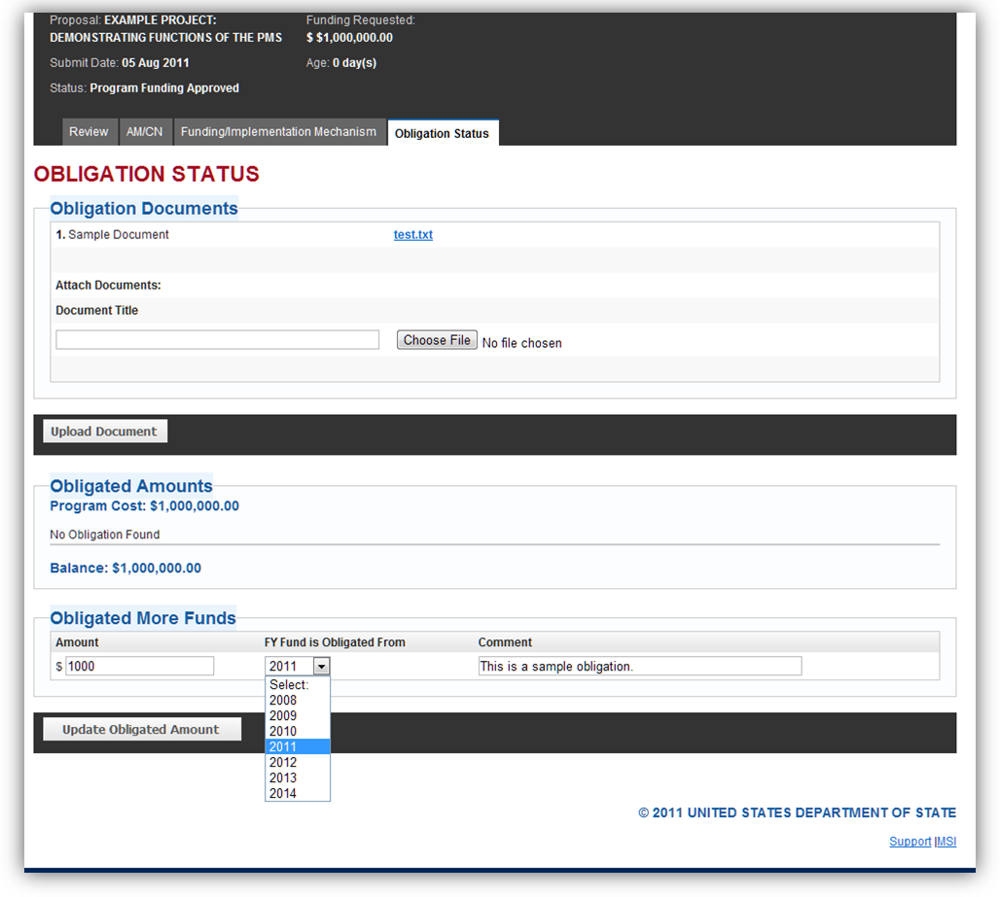 Proposal: EXAMPLE PROJECT: Funding Requested:
DEMONSTRATING FUNCTIONS OF THE PMS $ $1,000,000.00
Submit Date: 05 Aug 2011 Age: 0 day(s)
Status: Program Funding Approved
Review AM/CN Funding/Implementation Mechanism Obligation Status
OBLIGATION STATUS
Obligation Documents
1. Sample Document test.txt
Attach Documents:
Document Title
Choose File No file chosen
Upload Document
Obligated Amounts
Program Cost: $1,000,000.00
No Obligation Found
Balance: $1,000,000.00
Obligated More Funds
Amount FY Fund is Obligated From Comment
$ 1000 2011 This is a sample obligation.
Select:
2008
2009
2010
2011
2012
2013
2014
Update Obligated Amount
© 2011 UNITED STATES DEPARTMENT OF STATE
Support |MSI